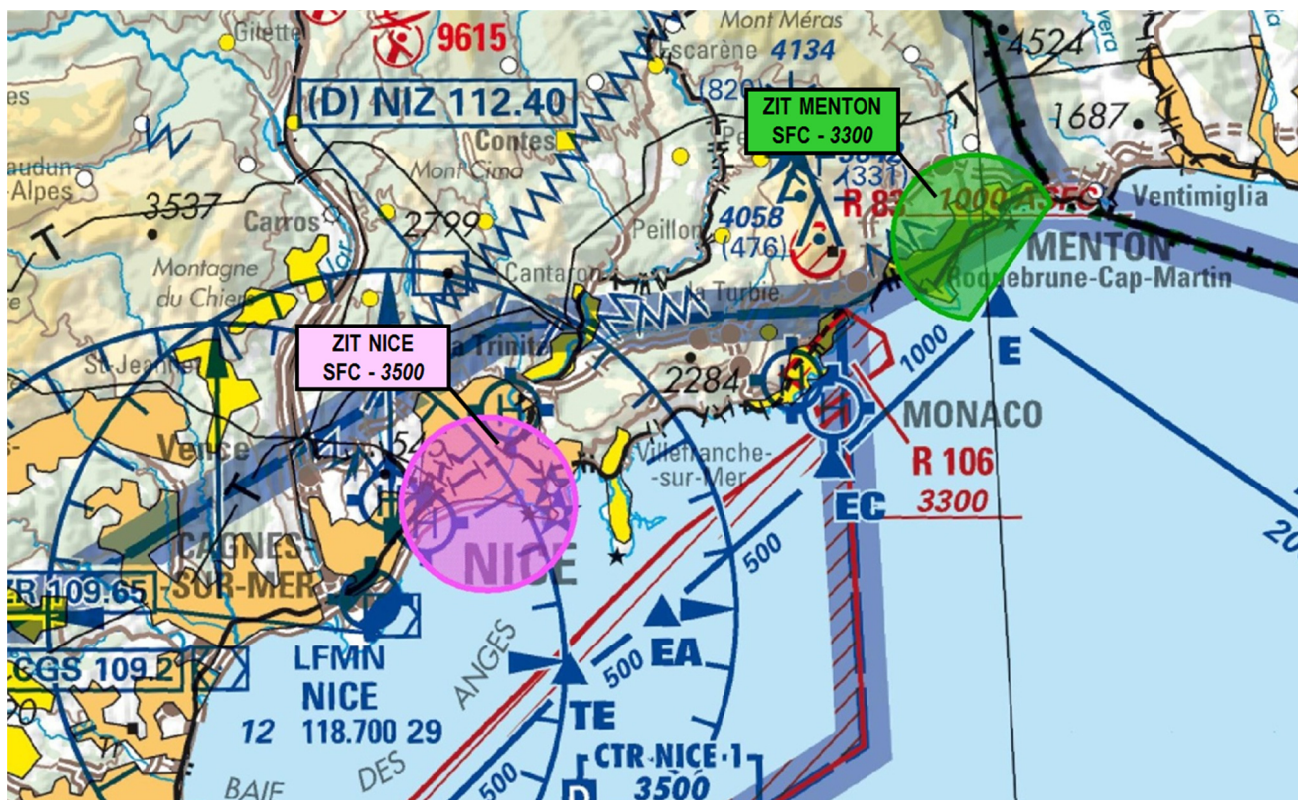 Gitette
9615
Mont Méras
4134
(820)
4524
(D) NIZ 112.40
Contes
Mont Cima
ZIT MENTON
SFC - 3300
1687
(331)
3537
Carros
2799
Peillon
4058
(476)
R 83
1000 ASFC
Ventimiglia
MENTON
Roquebrune-Cap-Martin
Montagne
du Chiers
Cantaron
la Turbie
ZIT NICE
SFC - 3500
a Trinité
St-Jeannet
2284
1000
E
MONACO
Vence
Villefranche
-sur-Mer
R 106
3300
EC
NICE
CAGNES-
SUR-MER
500
R 109.65
CGS 109.2
LFMN
NICE
12 118.700 29
ANGES
500
EA
TE
DES
BAIE
500
CTR NICE 1
3500
D
20